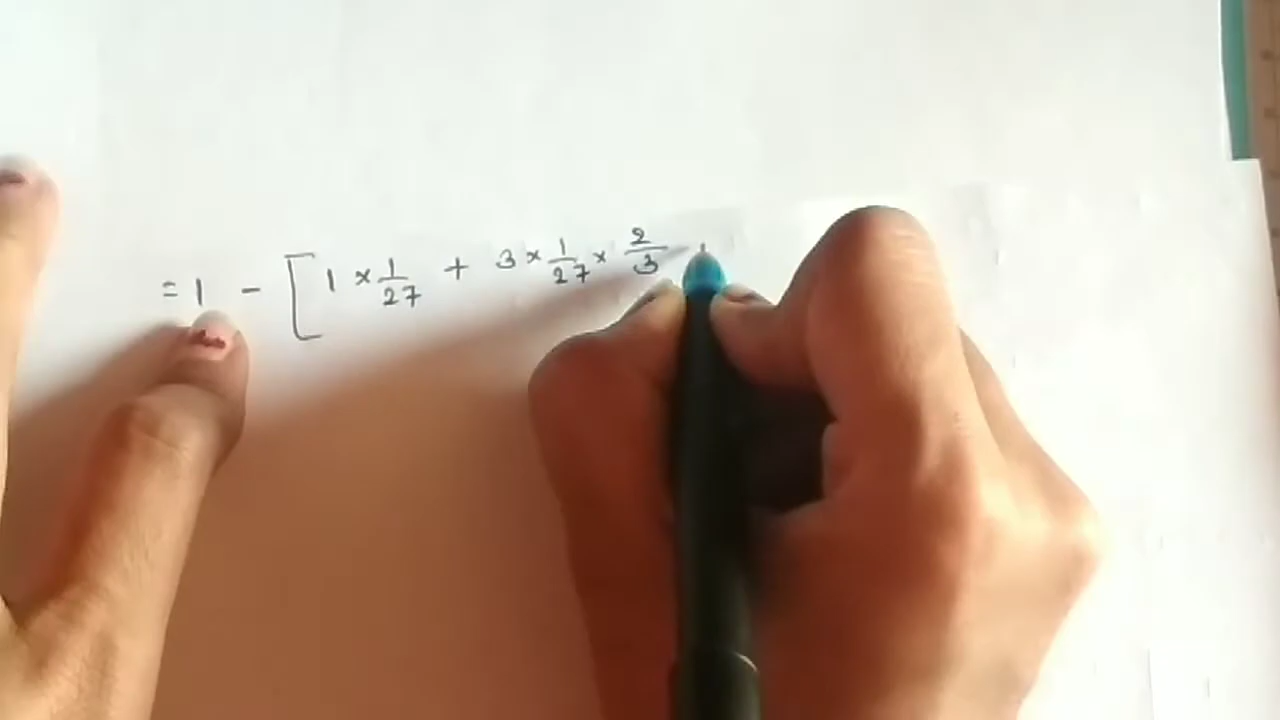 = 1 - [ 1 × 1/27 + 3 × 1/27 × 2/3